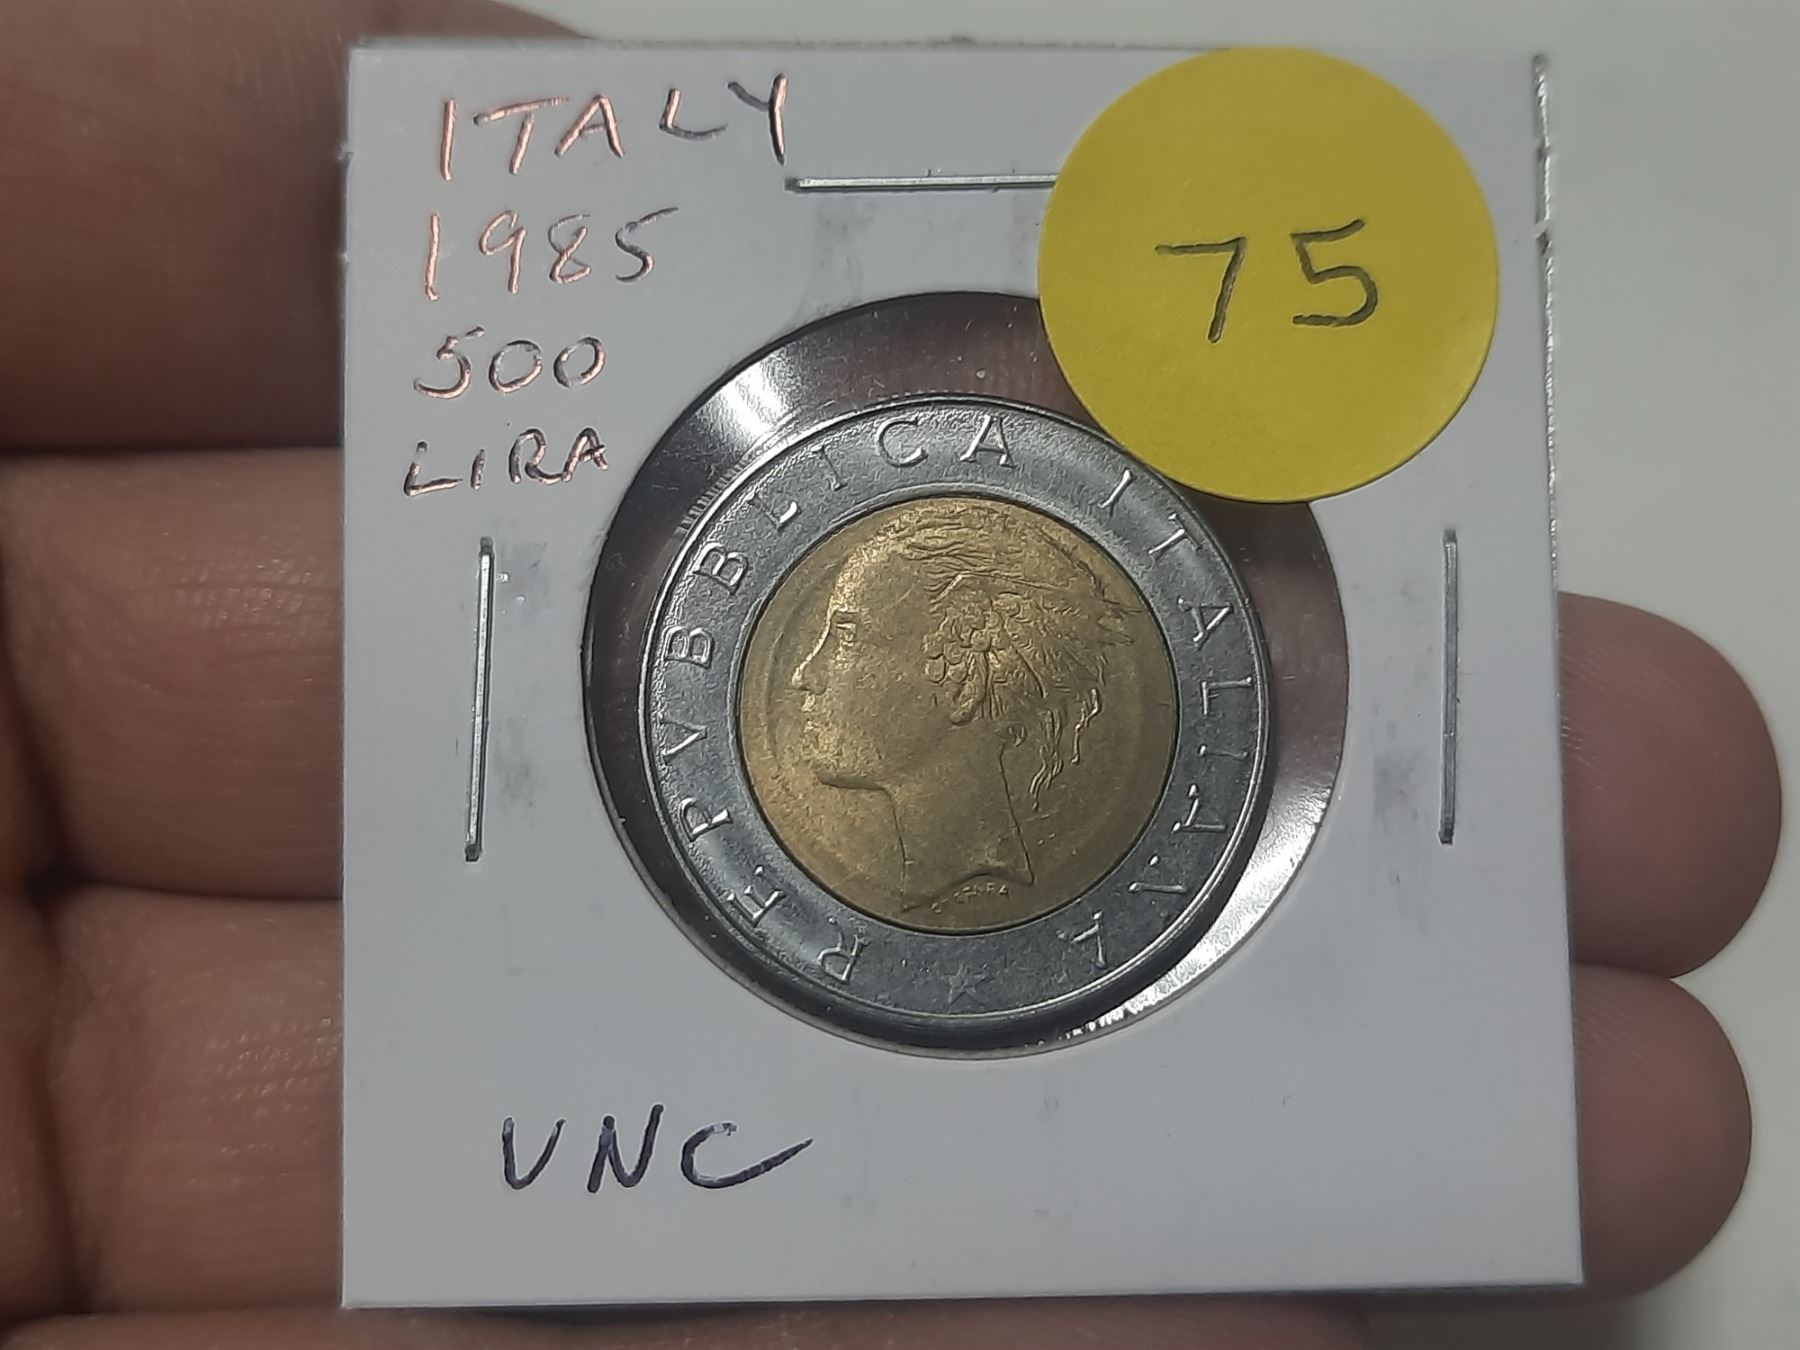 ITALY
1985
500
LIRA
75
REPVBBLICA ITALIANA
UNC